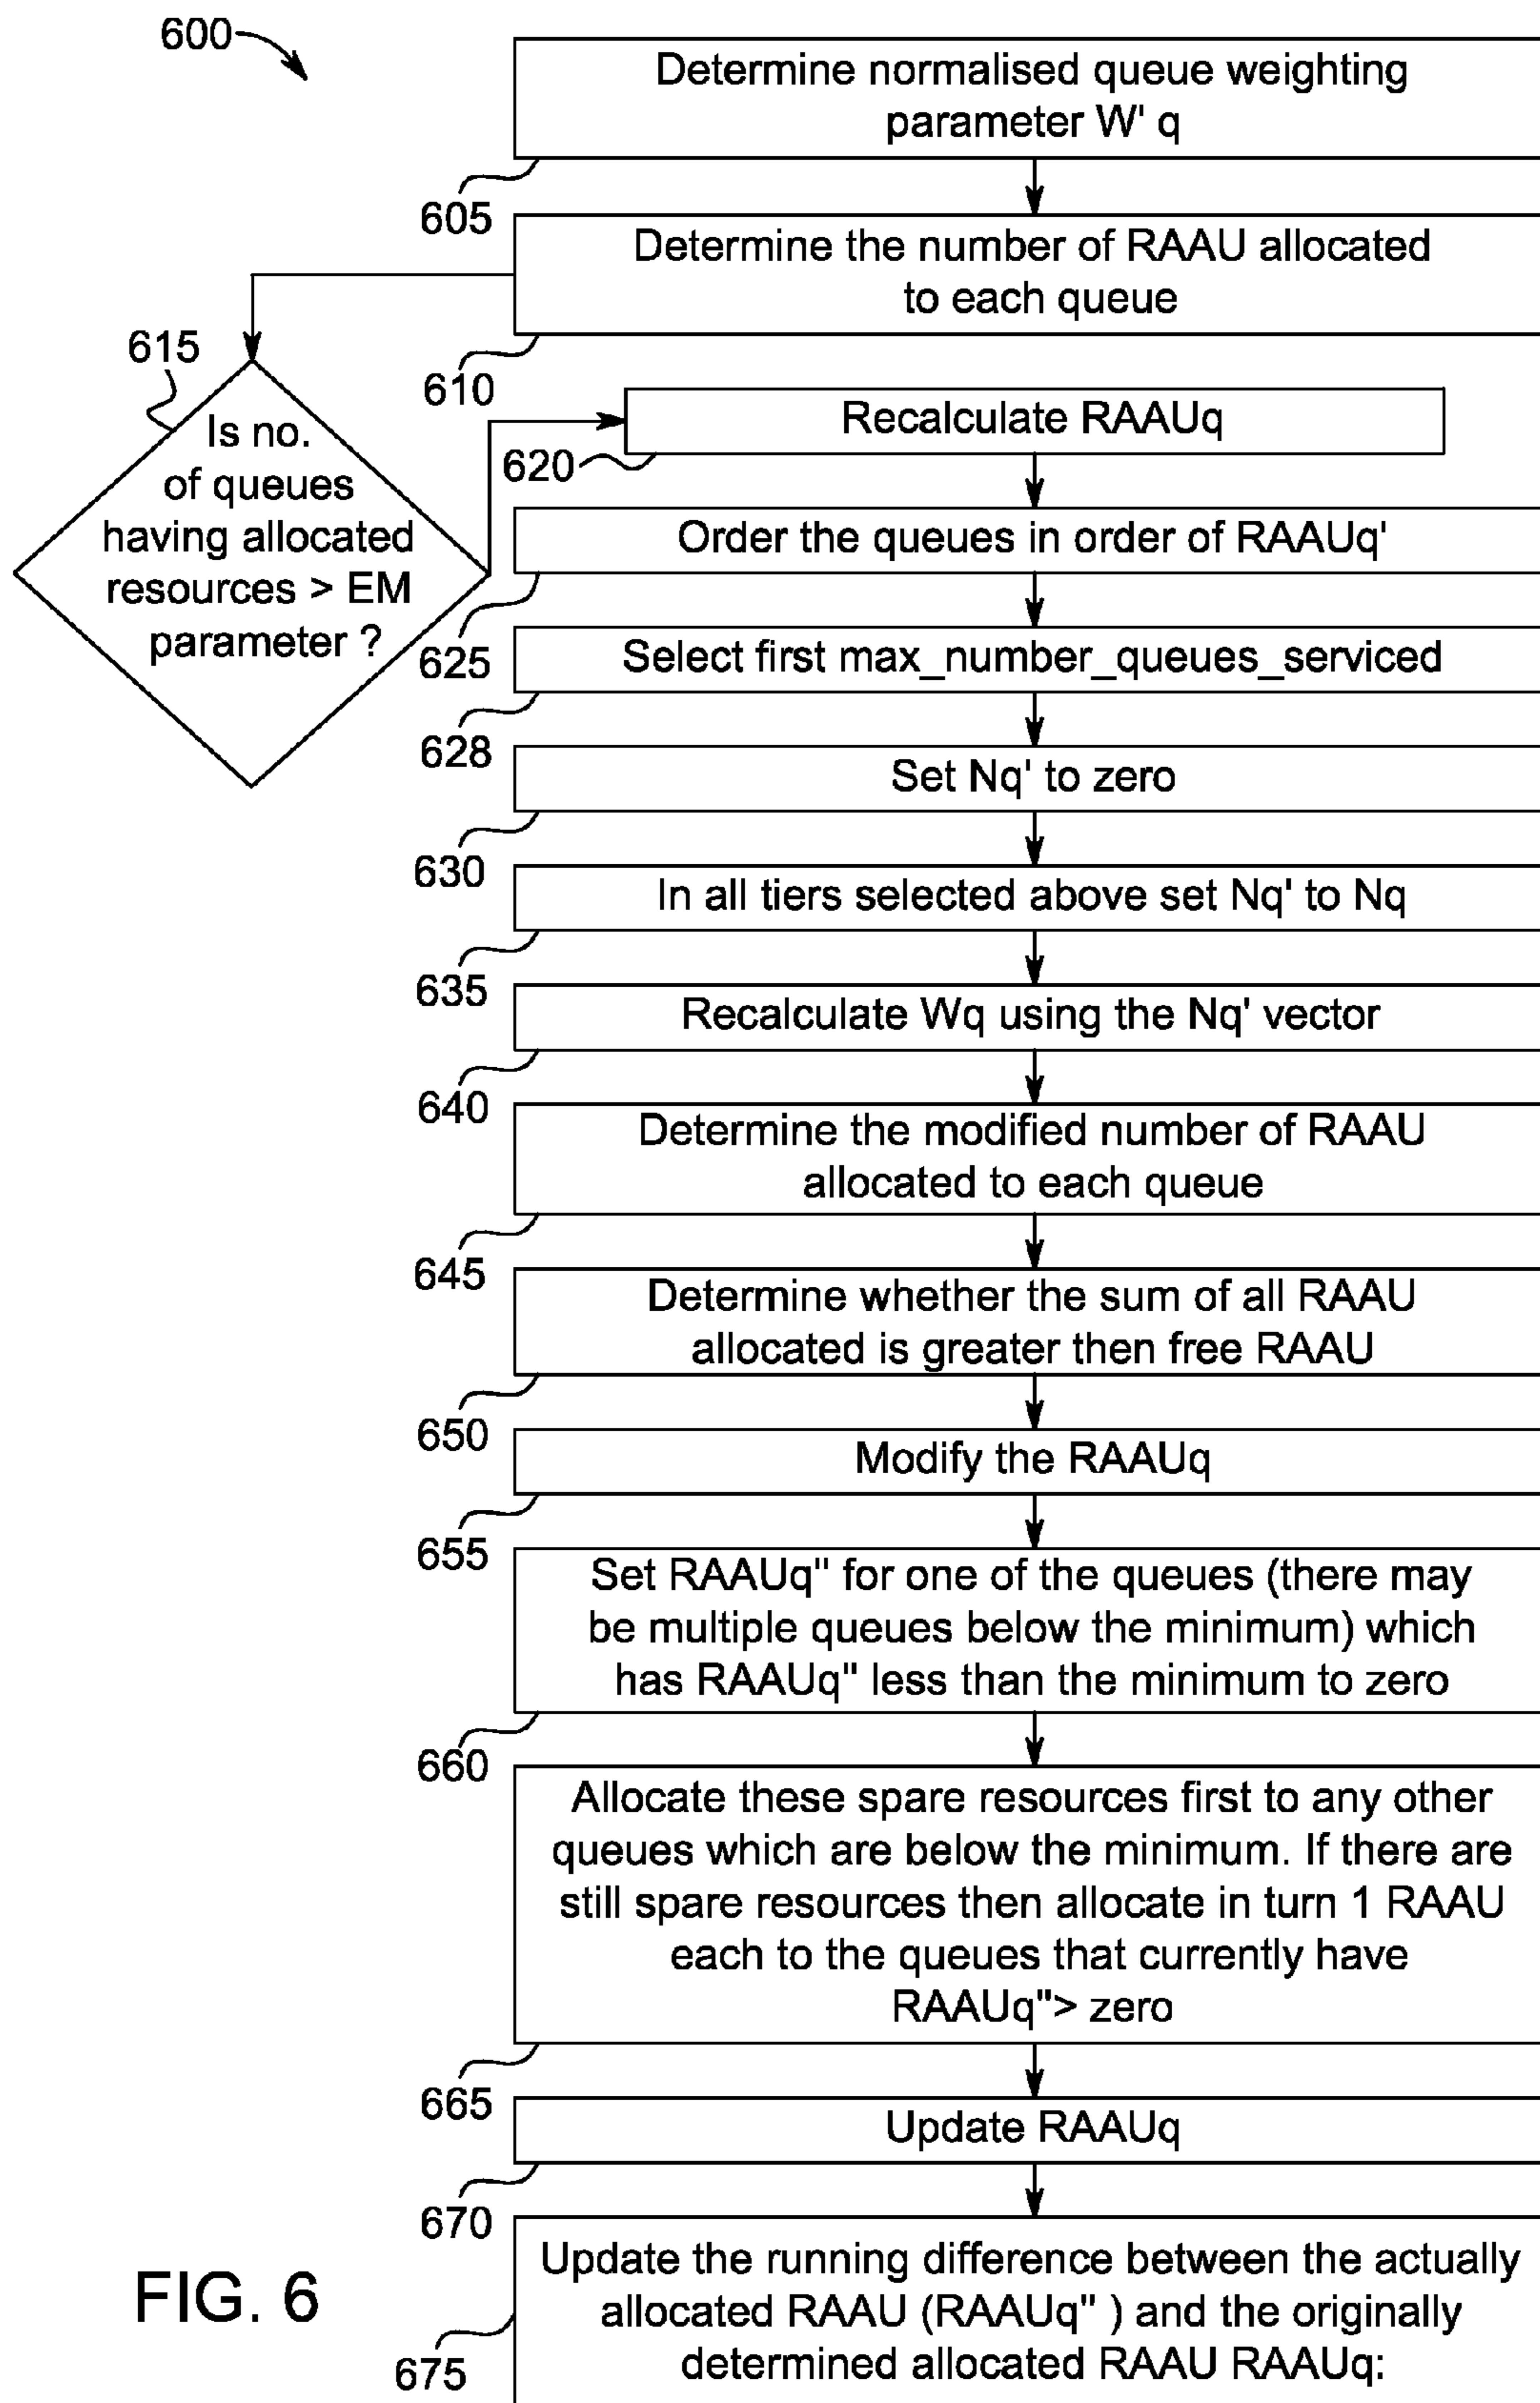 600
Determine normalised queue weighting
parameter W' q
605
Determine the number of RAAU allocated
to each queue
610
615
Is no.
of queues
having allocated
resources > EM
parameter ?
Recalculate RAAUq
620
Order the queues in order of RAAUq'
625
Select first max_number_queues_serviced
628
Set Nq' to zero
630
In all tiers selected above set Nq' to Nq
635
Recalculate Wq using the Nq' vector
640
Determine the modified number of RAAU
allocated to each queue
645
Determine whether the sum of all RAAU
allocated is greater then free RAAU
650
Modify the RAAUq
655
Set RAAUq" for one of the queues (there may
be multiple queues below the minimum) which
has RAAUq" less than the minimum to zero
660
Allocate these spare resources first to any other
queues which are below the minimum. If there are
still spare resources then allocate in turn 1 RAAU
each to the queues that currently have
RAAUq"> zero
665
Update RAAUq
670
Update the running difference between the actually
allocated RAAU (RAAUq" ) and the originally
determined allocated RAAU RAAUq:
675
FIG. 6